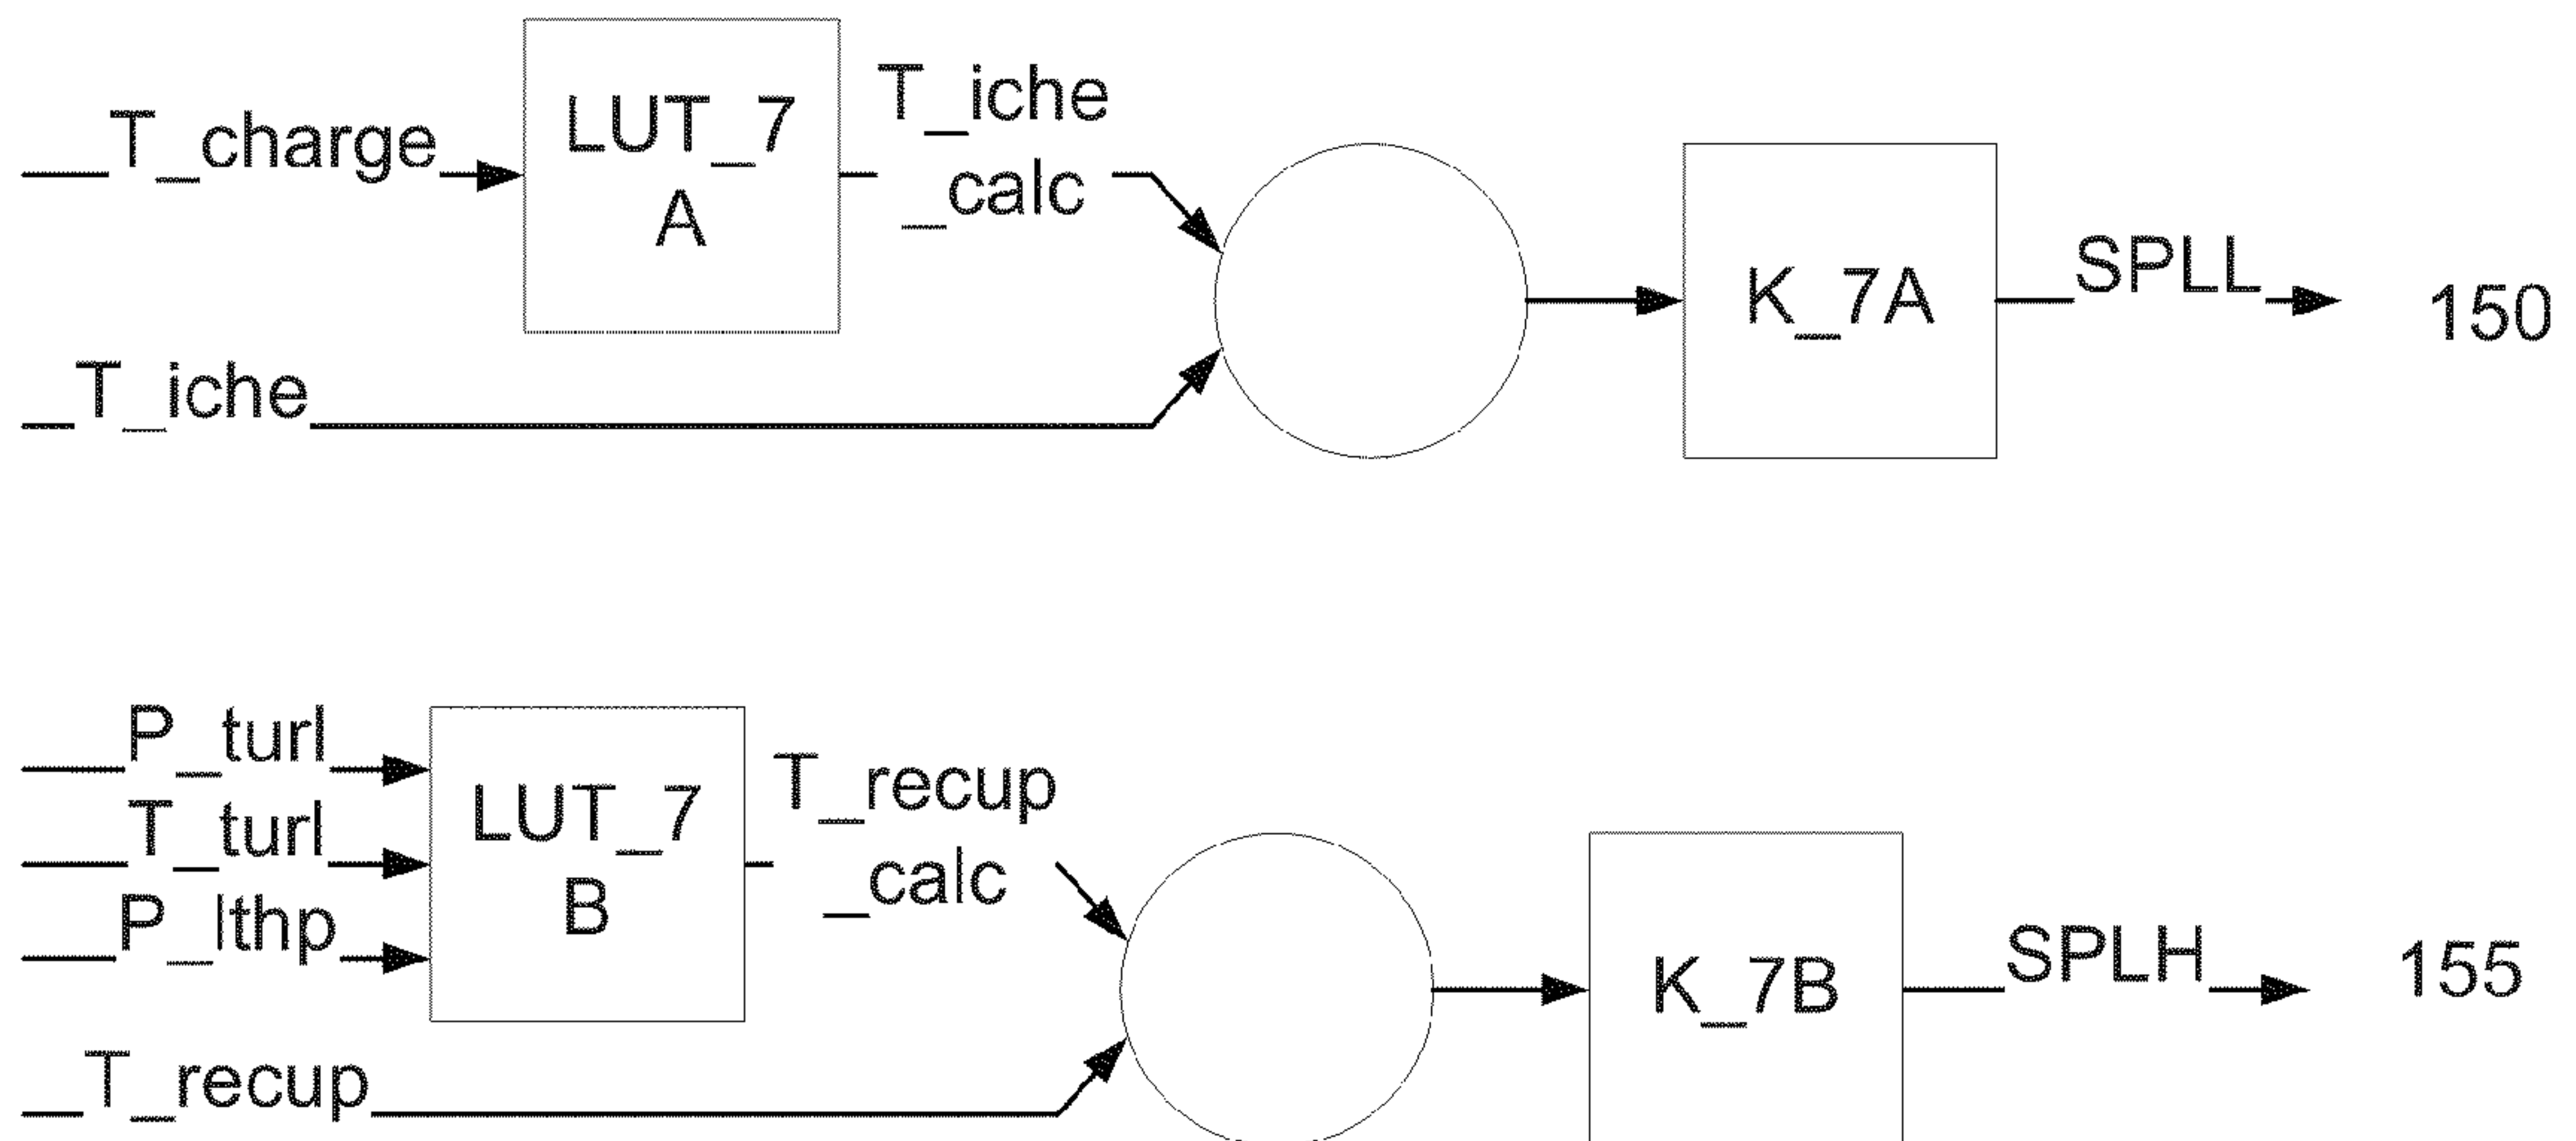 T_charge
LUT_7
A
T_iche
_calc
T_iche
K_7A
SPLL
150
P_turl
T_turl
P_lthp
LUT_7
B
T_recup
_calc
T_recup
K_7B
SPLH
155